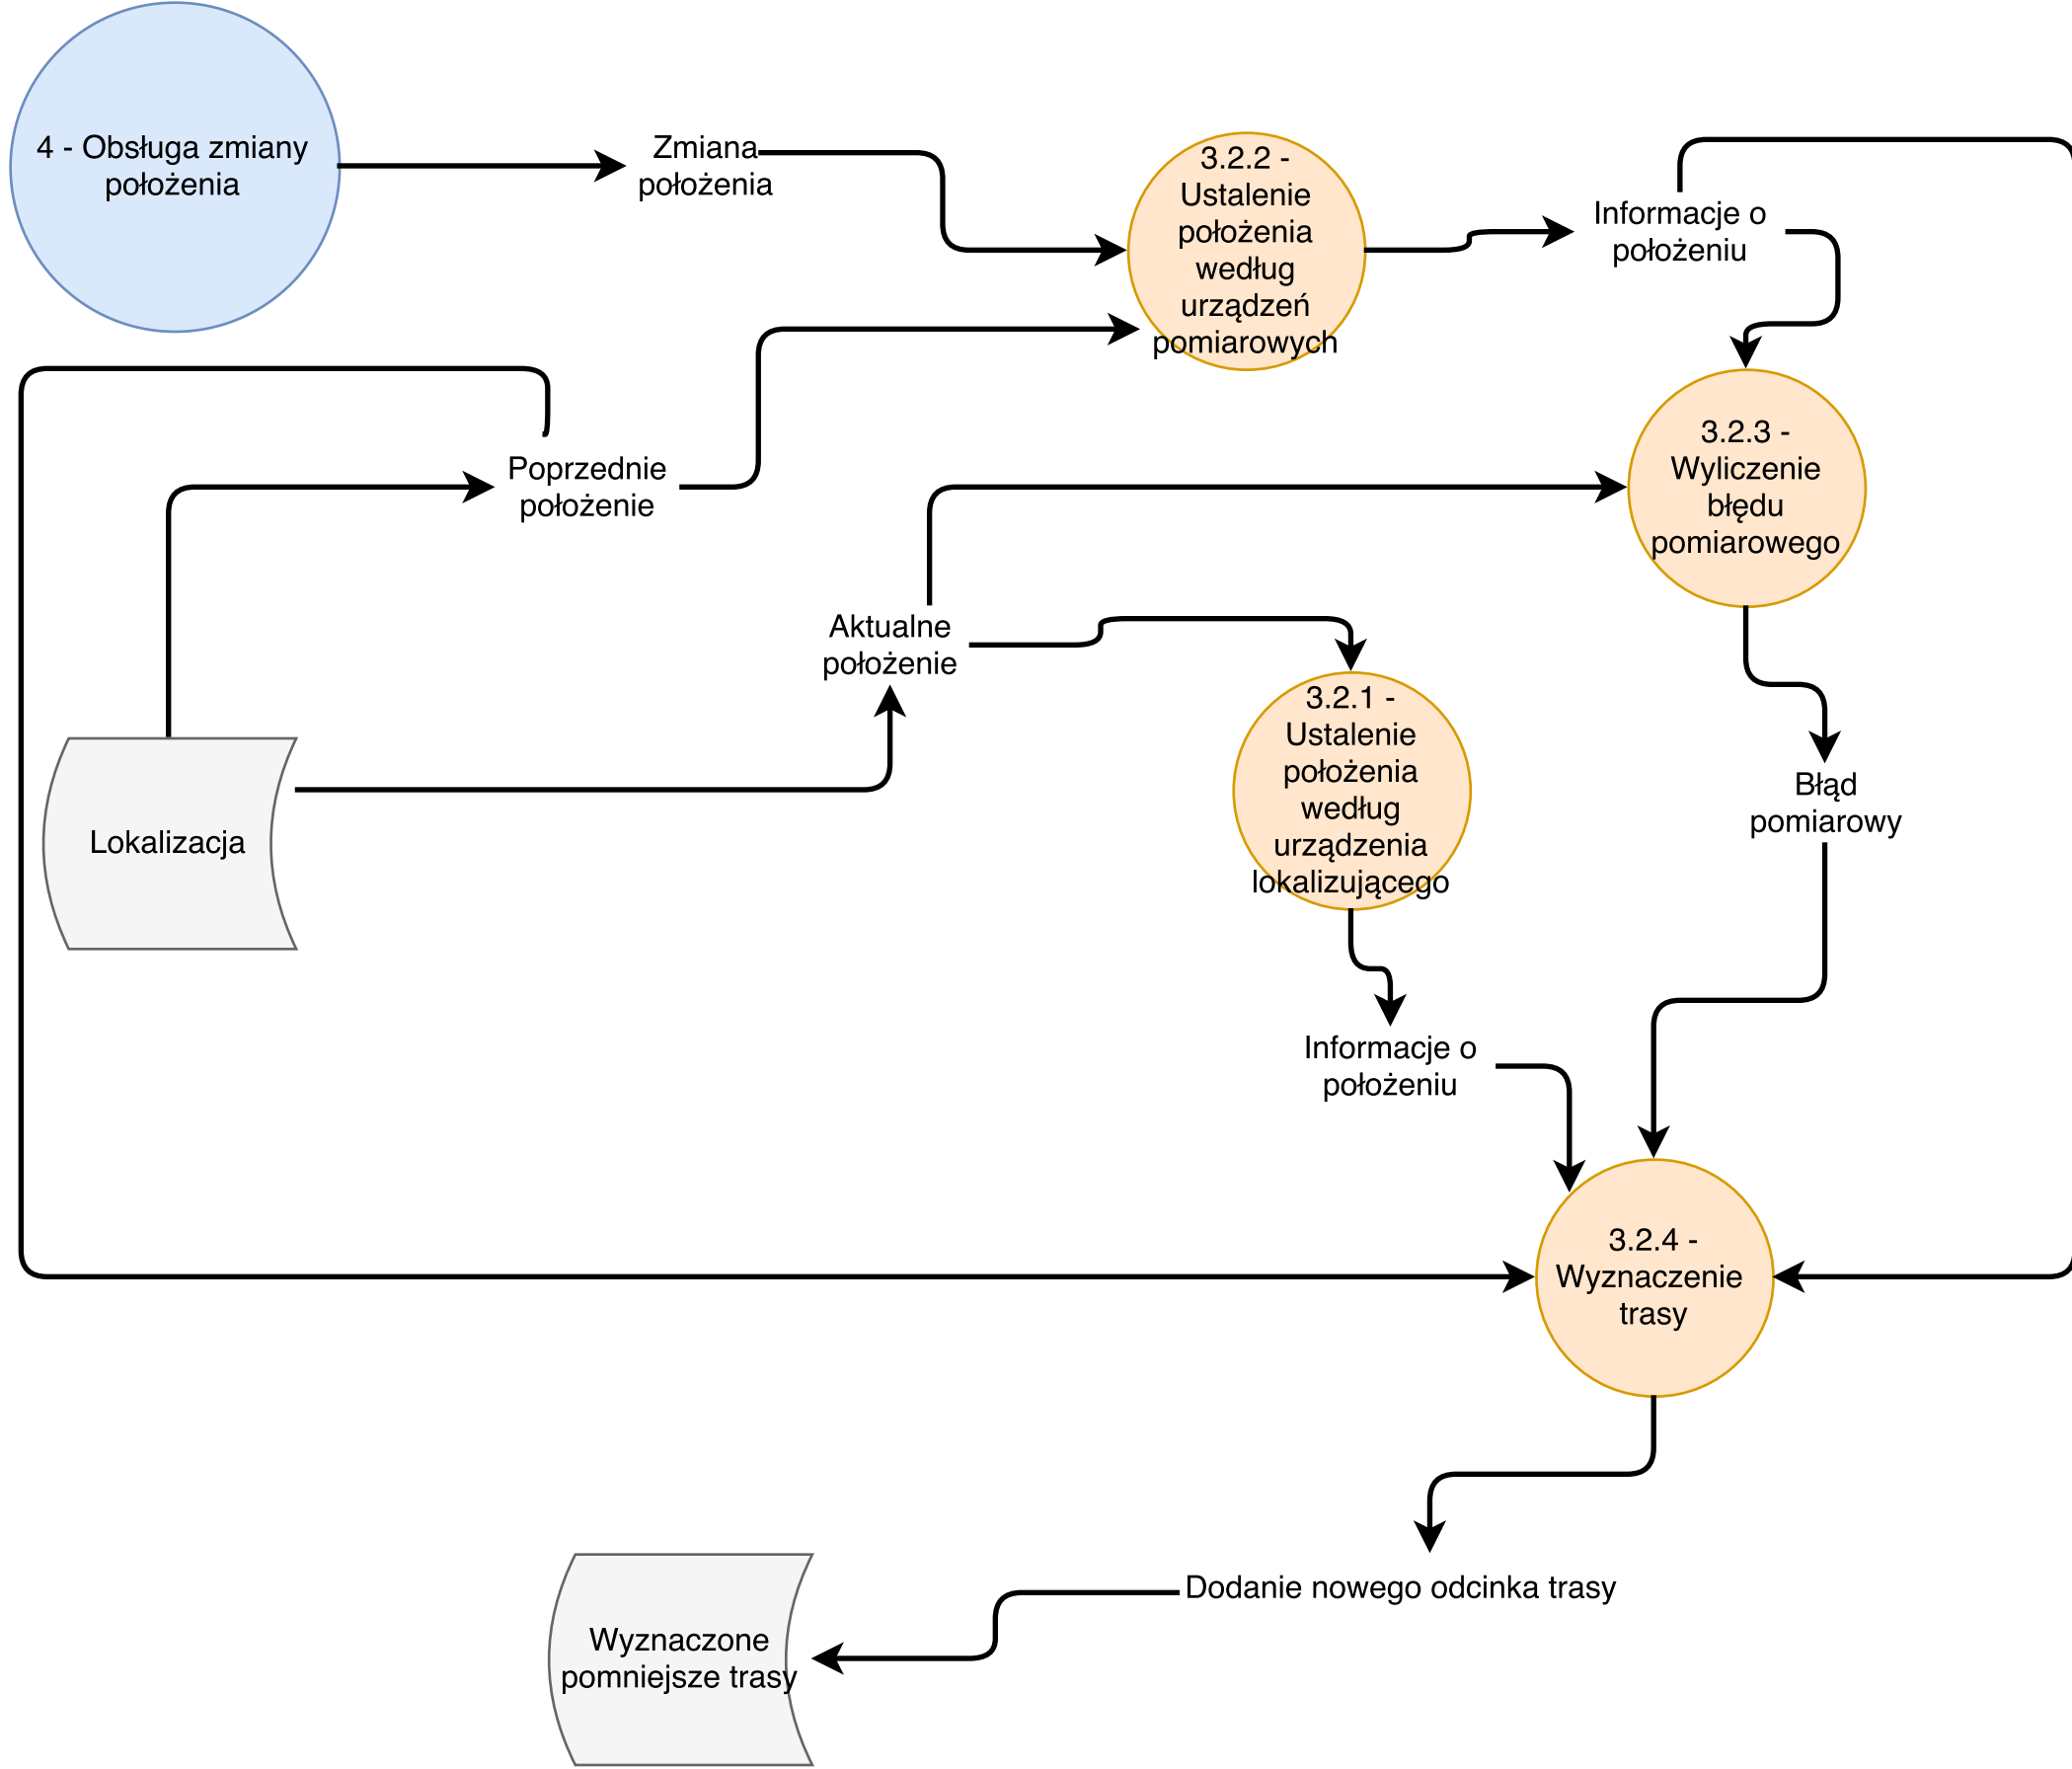 4 - Obsługa zmiany
położenia
Zmiana
położenia
3.2.2 -
Ustalenie
położenia
według
urządzeń
pomiarowych
Informacje o
położeniu
Poprzednie
położenie
3.2.3 -
Wyliczenie
błędu
pomiarowego
Aktualne
położenie
3.2.1 -
Ustalenie
położenia
według
urządzenia
lokalizującego
Błąd
pomiarowy
Lokalizacja
Informacje o
położeniu
3.2.4 -
Wyznaczenie
trasy
Dodanie nowego odcinka trasy
Wyznaczone
pomniejsze trasy